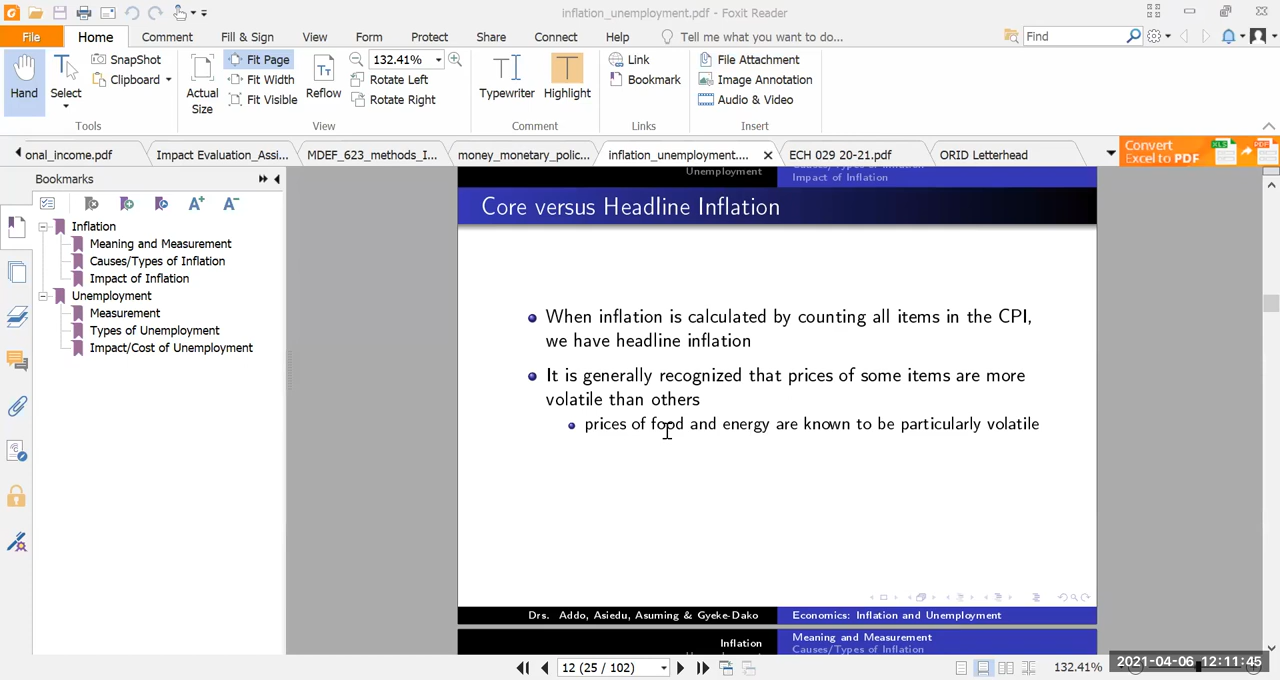 inflation_unemployment.pdf - Foxit Reader
File
Home
Comment
Fill & Sign
View
Form
Protect
Share
Connect
Help
Tell me what you want to do...
Find
Hand
Select
SnapShot
Clipboard
Actual
Size
Fit Page
Fit Width
Fit Visible
Reflow
132.41%
Rotate Left
Rotate Right
Typewriter
Highlight
Link
Bookmark
File Attachment
Image Annotation
Audio & Video
Tools
View
Comment
Links
Insert
onal_income.pdf
Impact Evaluation_Assi...
MDEF_623_methods_I...
money_monetary_polic...
inflation_unemployment....
ECH 029 20-21.pdf
ORID Letterhead
Convert
Excel to PDF
Bookmarks
Inflation
Meaning and Measurement
Causes/Types of Inflation
Impact of Inflation
Unemployment
Measurement
Types of Unemployment
Impact/Cost of Unemployment
Unemployment
Impact of Inflation
Core versus Headline Inflation
When inflation is calculated by counting all items in the CPI,
we have headline inflation
It is generally recognized that prices of some items are more
volatile than others
prices of food and energy are known to be particularly volatile
Drs. Addo, Asiedu, Asuming & Gyeke-Dako
Economics: Inflation and Unemployment
Inflation
Meaning and Measurement
Causes/Types of Inflation
12 (25 / 102)
132.41%
2021-04-06 12:11:45